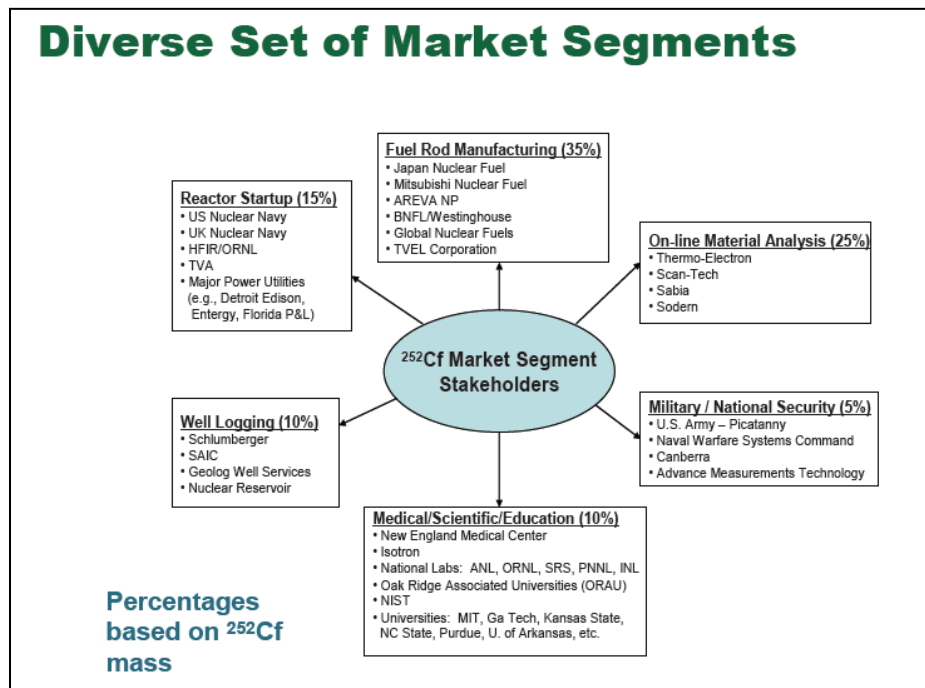 Diverse Set of Market Segments
Fuel Rod Manufacturing (35%)
• Japan Nuclear Fuel
• Mitsubishi Nuclear Fuel
• AREVA NP
• BNFL/Westinghouse
• Global Nuclear Fuels
• TVEL Corporation
Reactor Startup (15%)
• US Nuclear Navy
• UK Nuclear Navy
• HFIR/ORNL
• TVA
• Major Power Utilities
(e.g., Detroit Edison,
Entergy, Florida P&L)
On-line Material Analysis (25%)
• Thermo-Electron
• Scan-Tech
• Sabia
• Sodern
²⁵²Cf Market Segment
Stakeholders
Well Logging (10%)
• Schlumberger
• SAIC
• Geolog Well Services
• Nuclear Reservoir
Military / National Security (5%)
• U.S. Army – Picatanny
• Naval Warfare Systems Command
• Canberra
• Advance Measurements Technology
Medical/Scientific/Education (10%)
• New England Medical Center
• Isotron
• National Labs: ANL, ORNL, SRS, PNNL, INL
• Oak Ridge Associated Universities (ORAU)
• NIST
• Universities: MIT, Ga Tech, Kansas State,
NC State, Purdue, U. of Arkansas, etc.
Percentages
based on ²⁵²Cf
mass